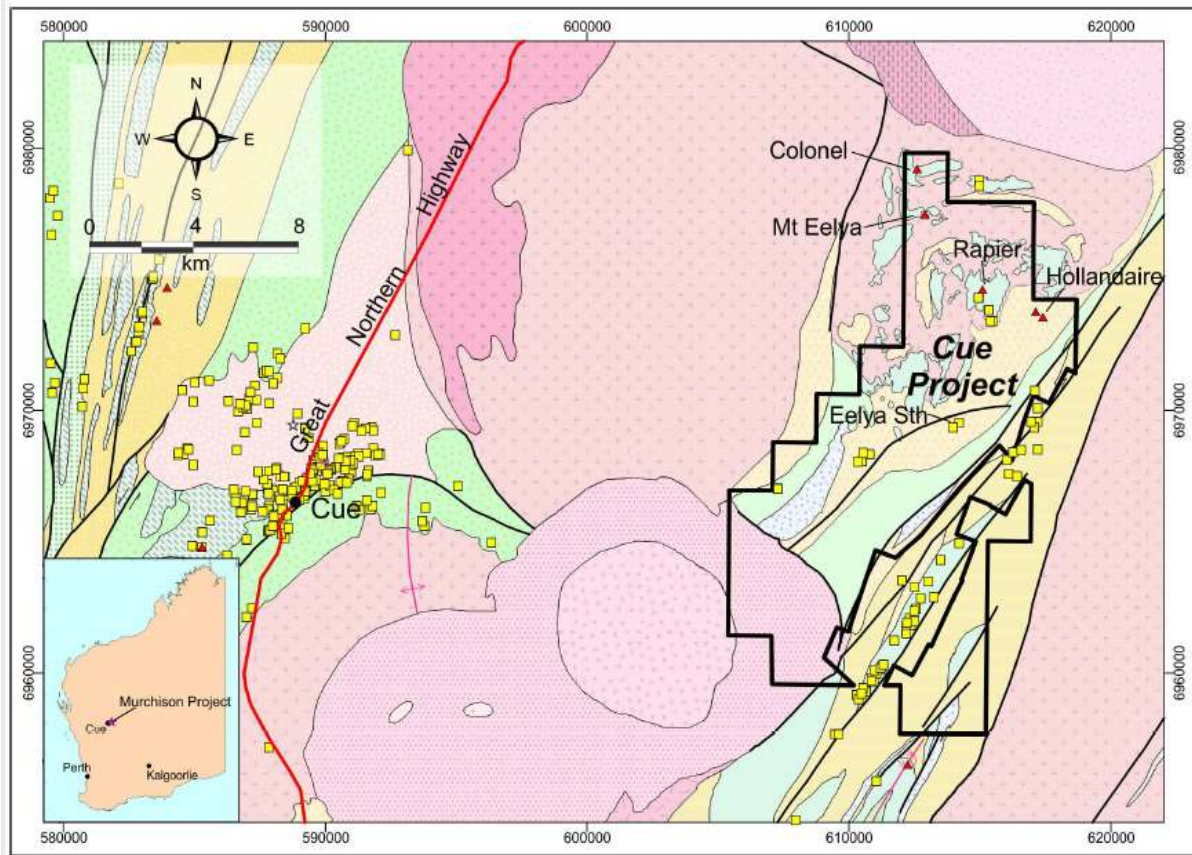 580000
590000
600000
610000
620000
N
W
E
S
0
4
8
km
6980000
6980000
Colonel
Highway
Mt Eelya
Rapier
Hollandaire
Northern
Cue
Project
6970000
6970000
Great
Eelya Sth
Cue
6960000
6960000
Murchison Project
Cue
Perth
Kalgoorlie
580000
590000
600000
610000
620000